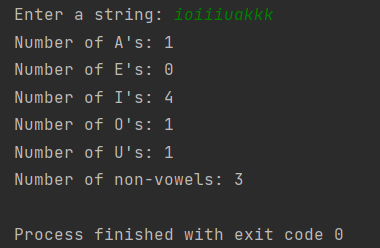 Enter a string: ioiiiuakkk
Number of A's: 1
Number of E's: 0
Number of I's: 4
Number of O's: 1
Number of U's: 1
Number of non-vowels: 3
Process finished with exit code 0